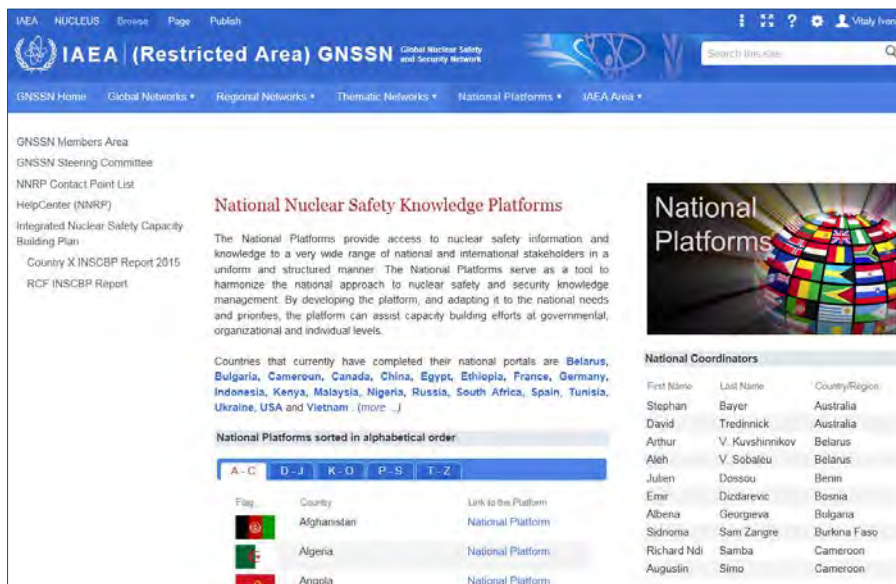 IAEA NUCLEUS Browse Page Publish
Vitaly Iven
IAEA (Restricted Area) GNSSN Global Nuclear Safety
and Security Network
Search this site
GNSSN Home Global Networks Regional Networks Thematic Networks National Platforms IAEA Area
GNSSN Members Area
GNSSN Steering Committee
NNRP Contact Point List
HelpCenter (NNRP)
Integrated Nuclear Safety Capacity
Building Plan
Country X INSCBP Report 2015
RCF INSCBP Report
National Nuclear Safety Knowledge Platforms
The National Platforms provide access to nuclear safety information and
knowledge to a very wide range of national and international stakeholders in a
uniform and structured manner. The National Platforms serve as a tool to
harmonize the national approach to nuclear safety and security knowledge
management. By developing the platform, and adapting it to the national needs
and priorities, the platform can assist capacity building efforts at governmental,
organizational and individual levels.
Countries that currently have completed their national portals are Belarus,
Bulgaria, Cameroun, Canada, China, Egypt, Ethiopia, France, Germany,
Indonesia, Kenya, Malaysia, Nigeria, Russia, South Africa, Spain, Tunisia,
Ukraine, USA and Vietnam . (more ...)
National Platforms sorted in alphabetical order
A - C D - J K - O P - S T - Z
Flag Country Link to the Platform
Afghanistan National Platform
Algeria National Platform
Angola National Platform
National
Platforms
National Coordinators
First Name Last Name Country/Region
Stephan Bayer Australia
David Tredinnick Australia
Arthur V. Kuvshinnikov Belarus
Aleh V. Sobaleu Belarus
Julien Dossou Benin
Emir Dizdarevic Bosnia
Albena Georgieva Bulgaria
Sidnoma Sam Zangre Burkina Faso
Richard Ndi Samba Cameroon
Augustin Simo Cameroon